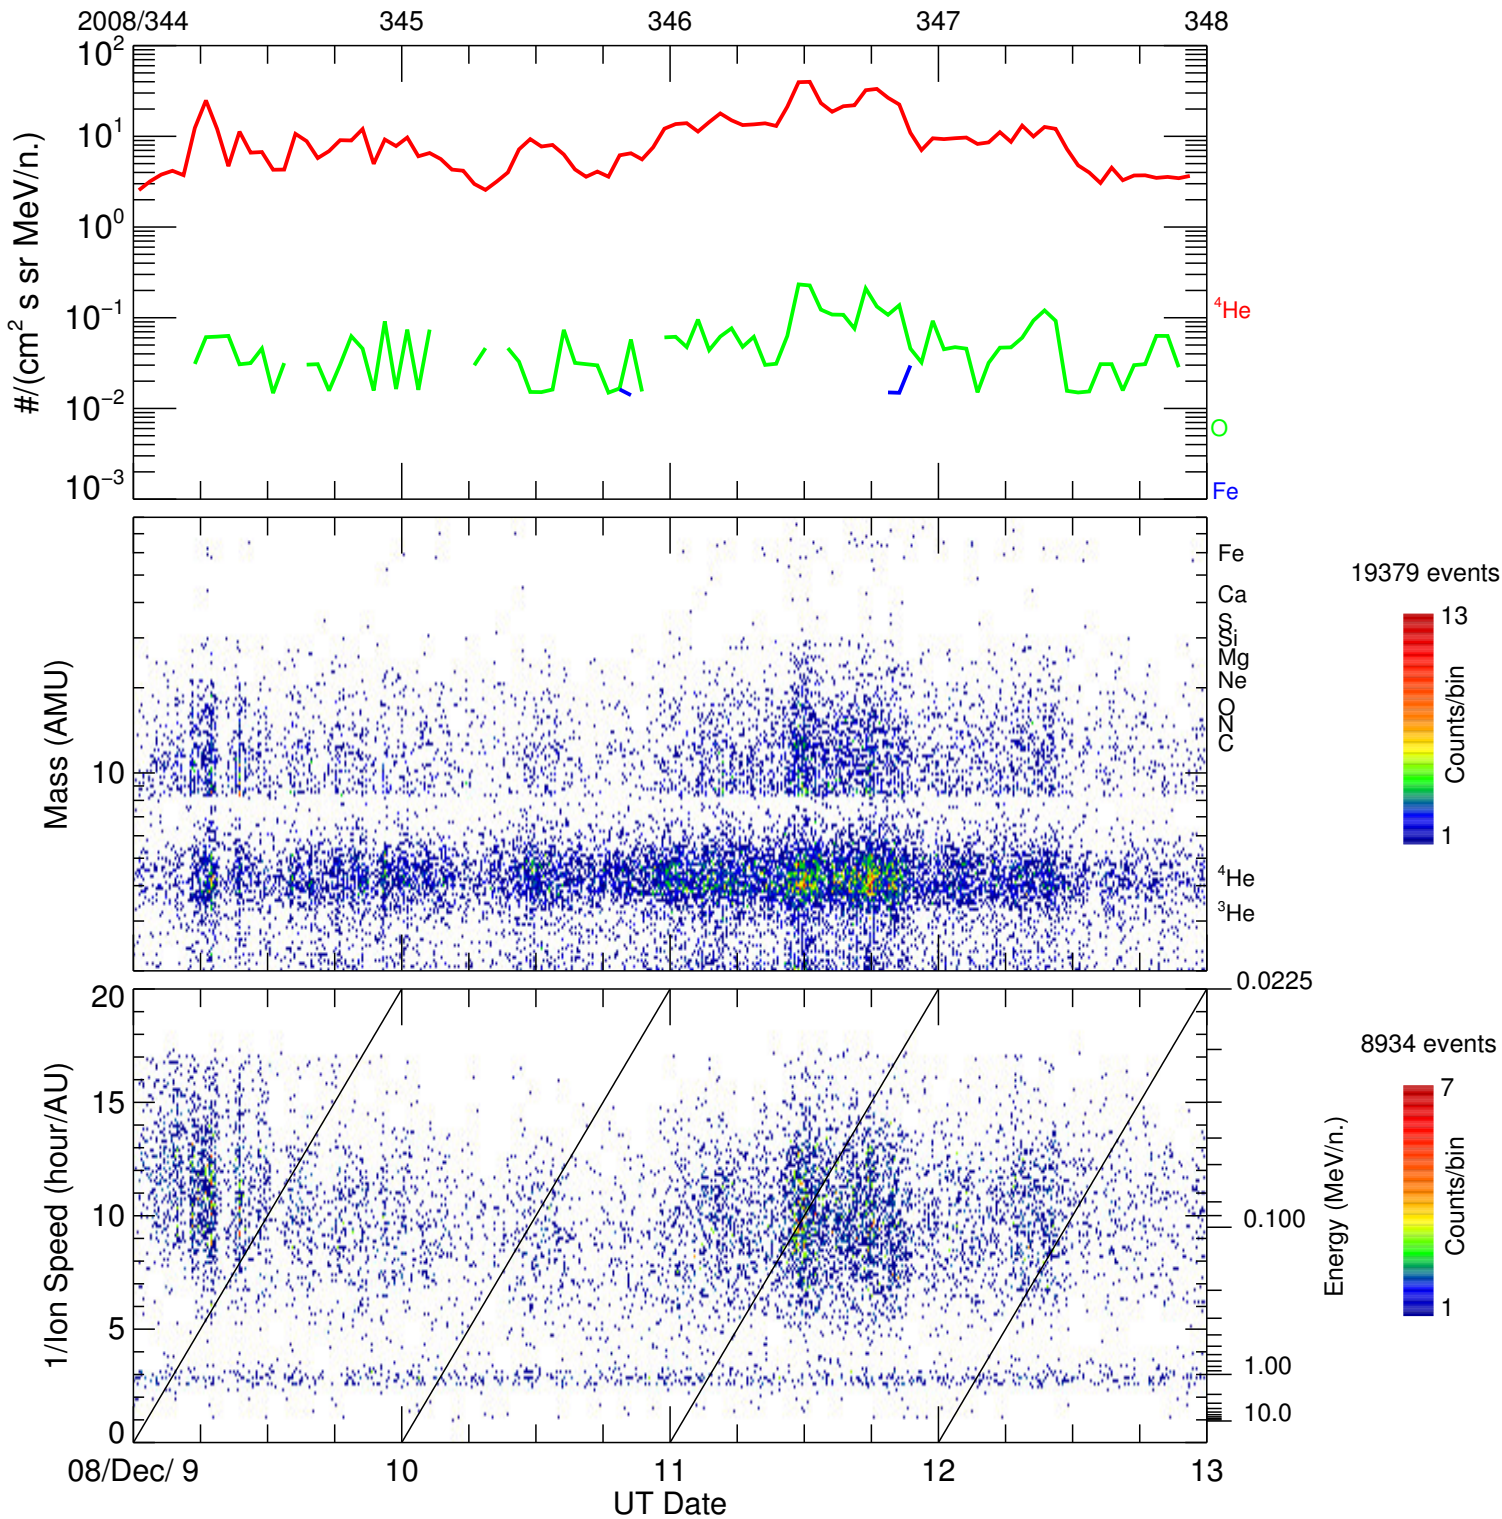 2008/344 345 346 347 348
10²
10¹
10⁰
10⁻¹
10⁻²
10⁻³
#/(cm² s sr MeV/n.)
⁴He
O
Fe
Mass (AMU)
10
Fe
Ca
S
Si
Mg
Ne
O
N
C
⁴He
³He
19379 events
13
Counts/bin
1
1/Ion Speed (hour/AU)
20
15
10
5
0
0.0225
0.100
1.00
10.0
Energy (MeV/n.)
8934 events
7
Counts/bin
1
08/Dec/ 9 10 11 12 13
UT Date